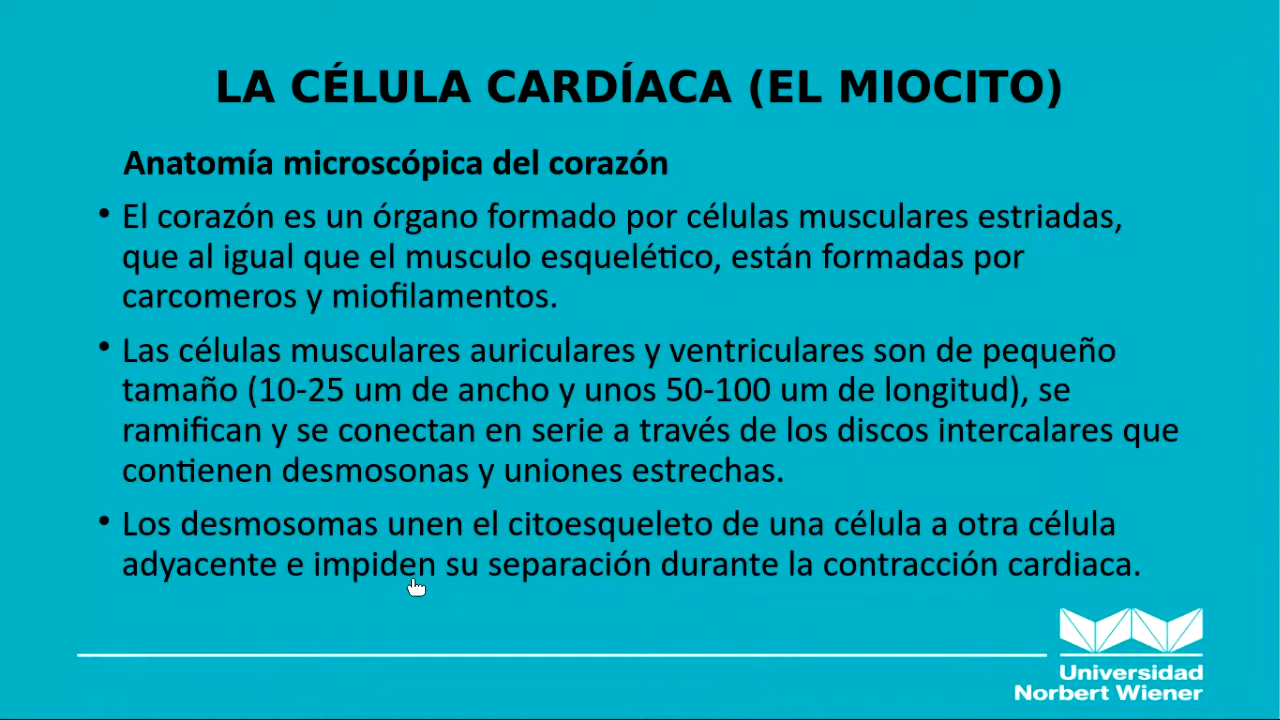 LA CÉLULA CARDÍACA (EL MIOCITO)
Anatomía microscópica del corazón
• El corazón es un órgano formado por células musculares estriadas,
que al igual que el musculo esquelético, están formadas por
carcomeros y miofilamentos.
• Las células musculares auriculares y ventriculares son de pequeño
tamaño (10-25 um de ancho y unos 50-100 um de longitud), se
ramifican y se conectan en serie a través de los discos intercalares que
contienen desmosonas y uniones estrechas.
• Los desmosomas unen el citoesqueleto de una célula a otra célula
adyacente e impiden su separación durante la contracción cardiaca.
Universidad
Norbert Wiener